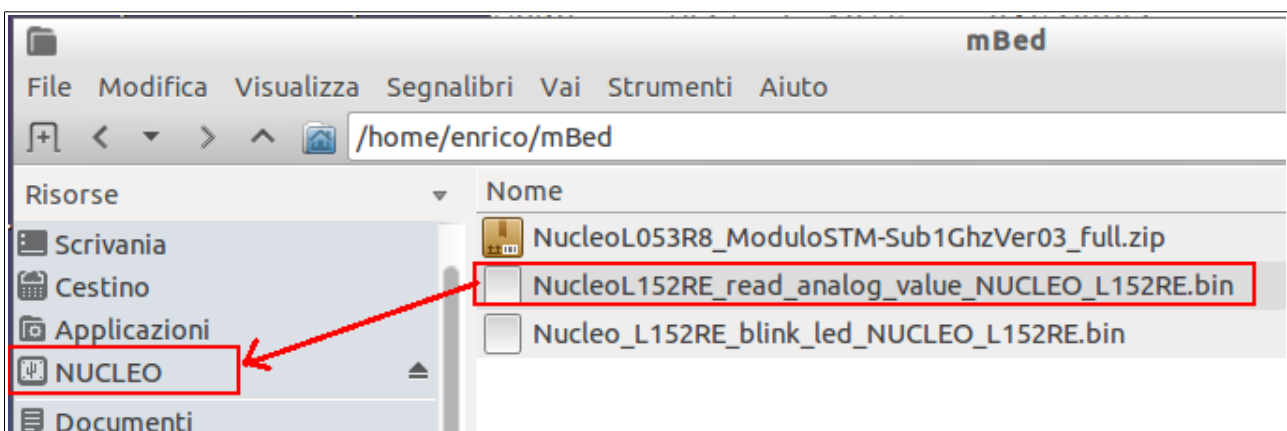 mBed
File Modifica Visualizza Segnalibri Vai Strumenti Aiuto
/home/enrico/mBed
Risorse
Nome
Scrivania
NucleoL053R8_ModuloSTM-Sub1GhzVer03_full.zip
Cestino
NucleoL152RE_read_analog_value_NUCLEO_L152RE.bin
Applicazioni
Nucleo_L152RE_blink_led_NUCLEO_L152RE.bin
NUCLEO
Documenti